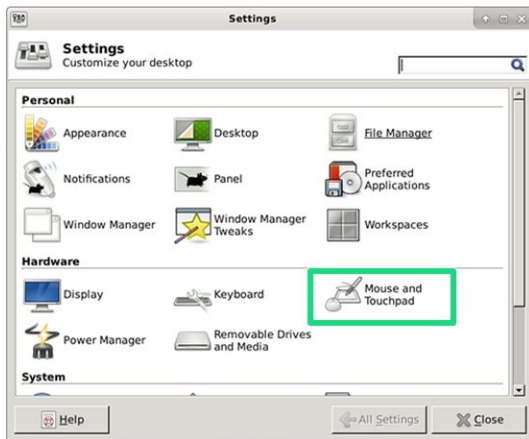 Settings
Settings
Customize your desktop
Personal
Appearance
Desktop
File Manager
Notifications
Panel
Preferred
Applications
Window Manager
Window Manager
Tweaks
Workspaces
Hardware
Display
Keyboard
Mouse and
Touchpad
Power Manager
Removable Drives
and Media
System
Help
All Settings
Close